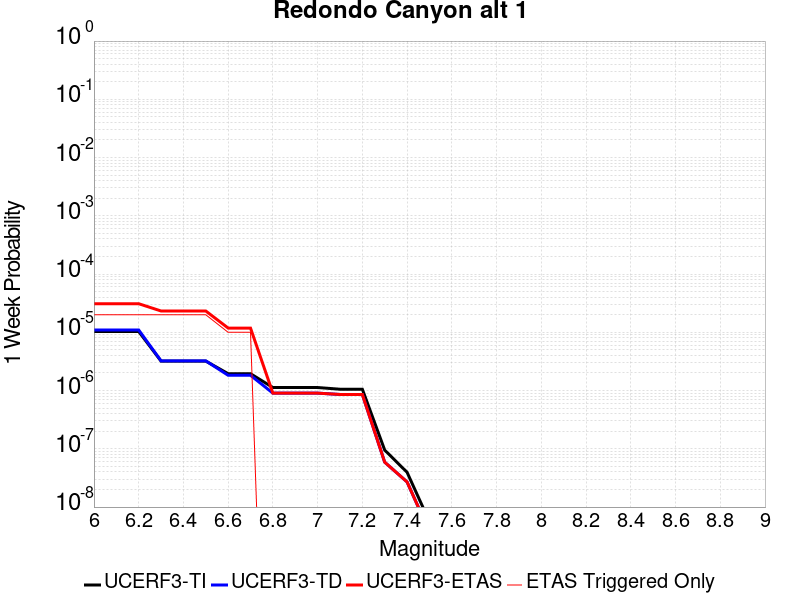 Redondo Canyon alt 1
10^0
10^-1
10^-2
10^-3
10^-4
10^-5
10^-6
10^-7
10^-8
1 Week Probability
6 6.2 6.4 6.6 6.8 7 7.2 7.4 7.6 7.8 8 8.2 8.4 8.6 8.8 9
Magnitude
UCERF3-TI UCERF3-TD UCERF3-ETAS ETAS Triggered Only